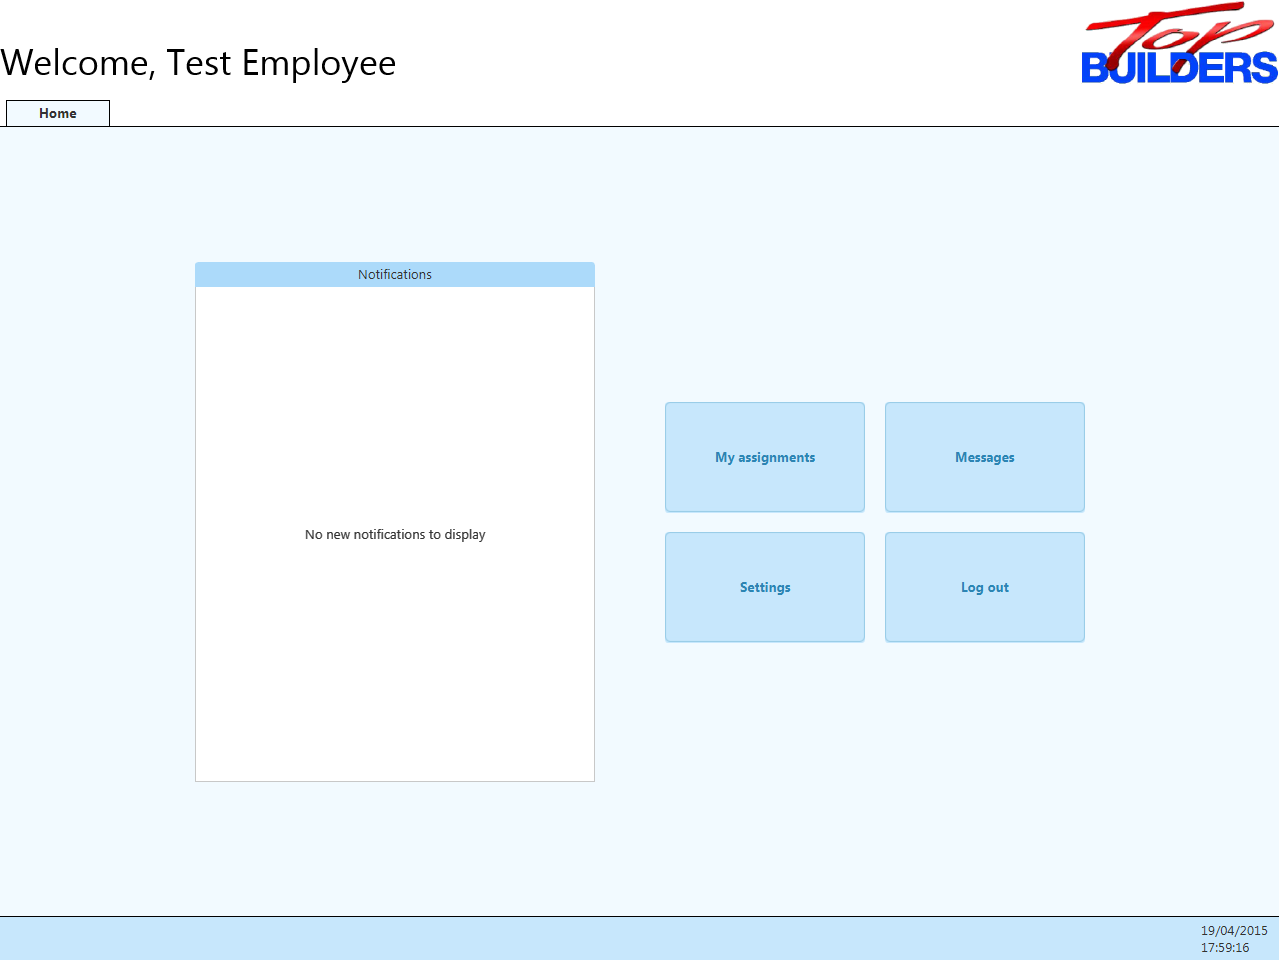 Welcome, Test Employee
Top
BUILDERS
Home
Notifications
No new notifications to display
My assignments
Messages
Settings
Log out
19/04/2015
17:59:16